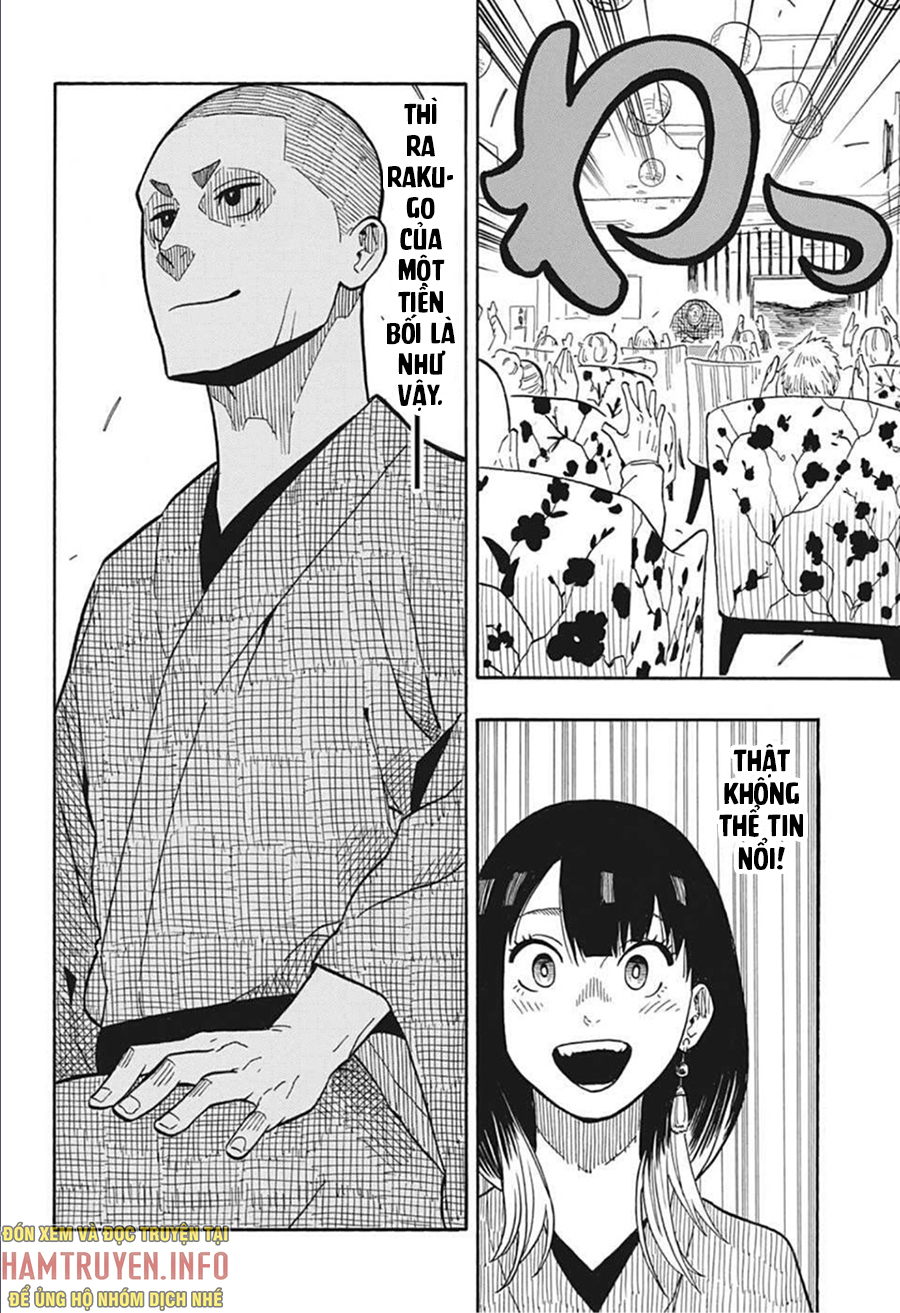 わっ
THẬT
KHÔNG
THỂ TIN
NỔI!
THÌ
RA
RAKU-
GO CỦA
MỘT
TIỀN
BỐI LÀ
NHƯ
VẬY.
ĐÓN XEM VÀ ĐỌC TRUYỆN TẠI
HAMTRUYEN.INFO
ĐỂ ỦNG HỘ NHÓM DỊCH NHÉ